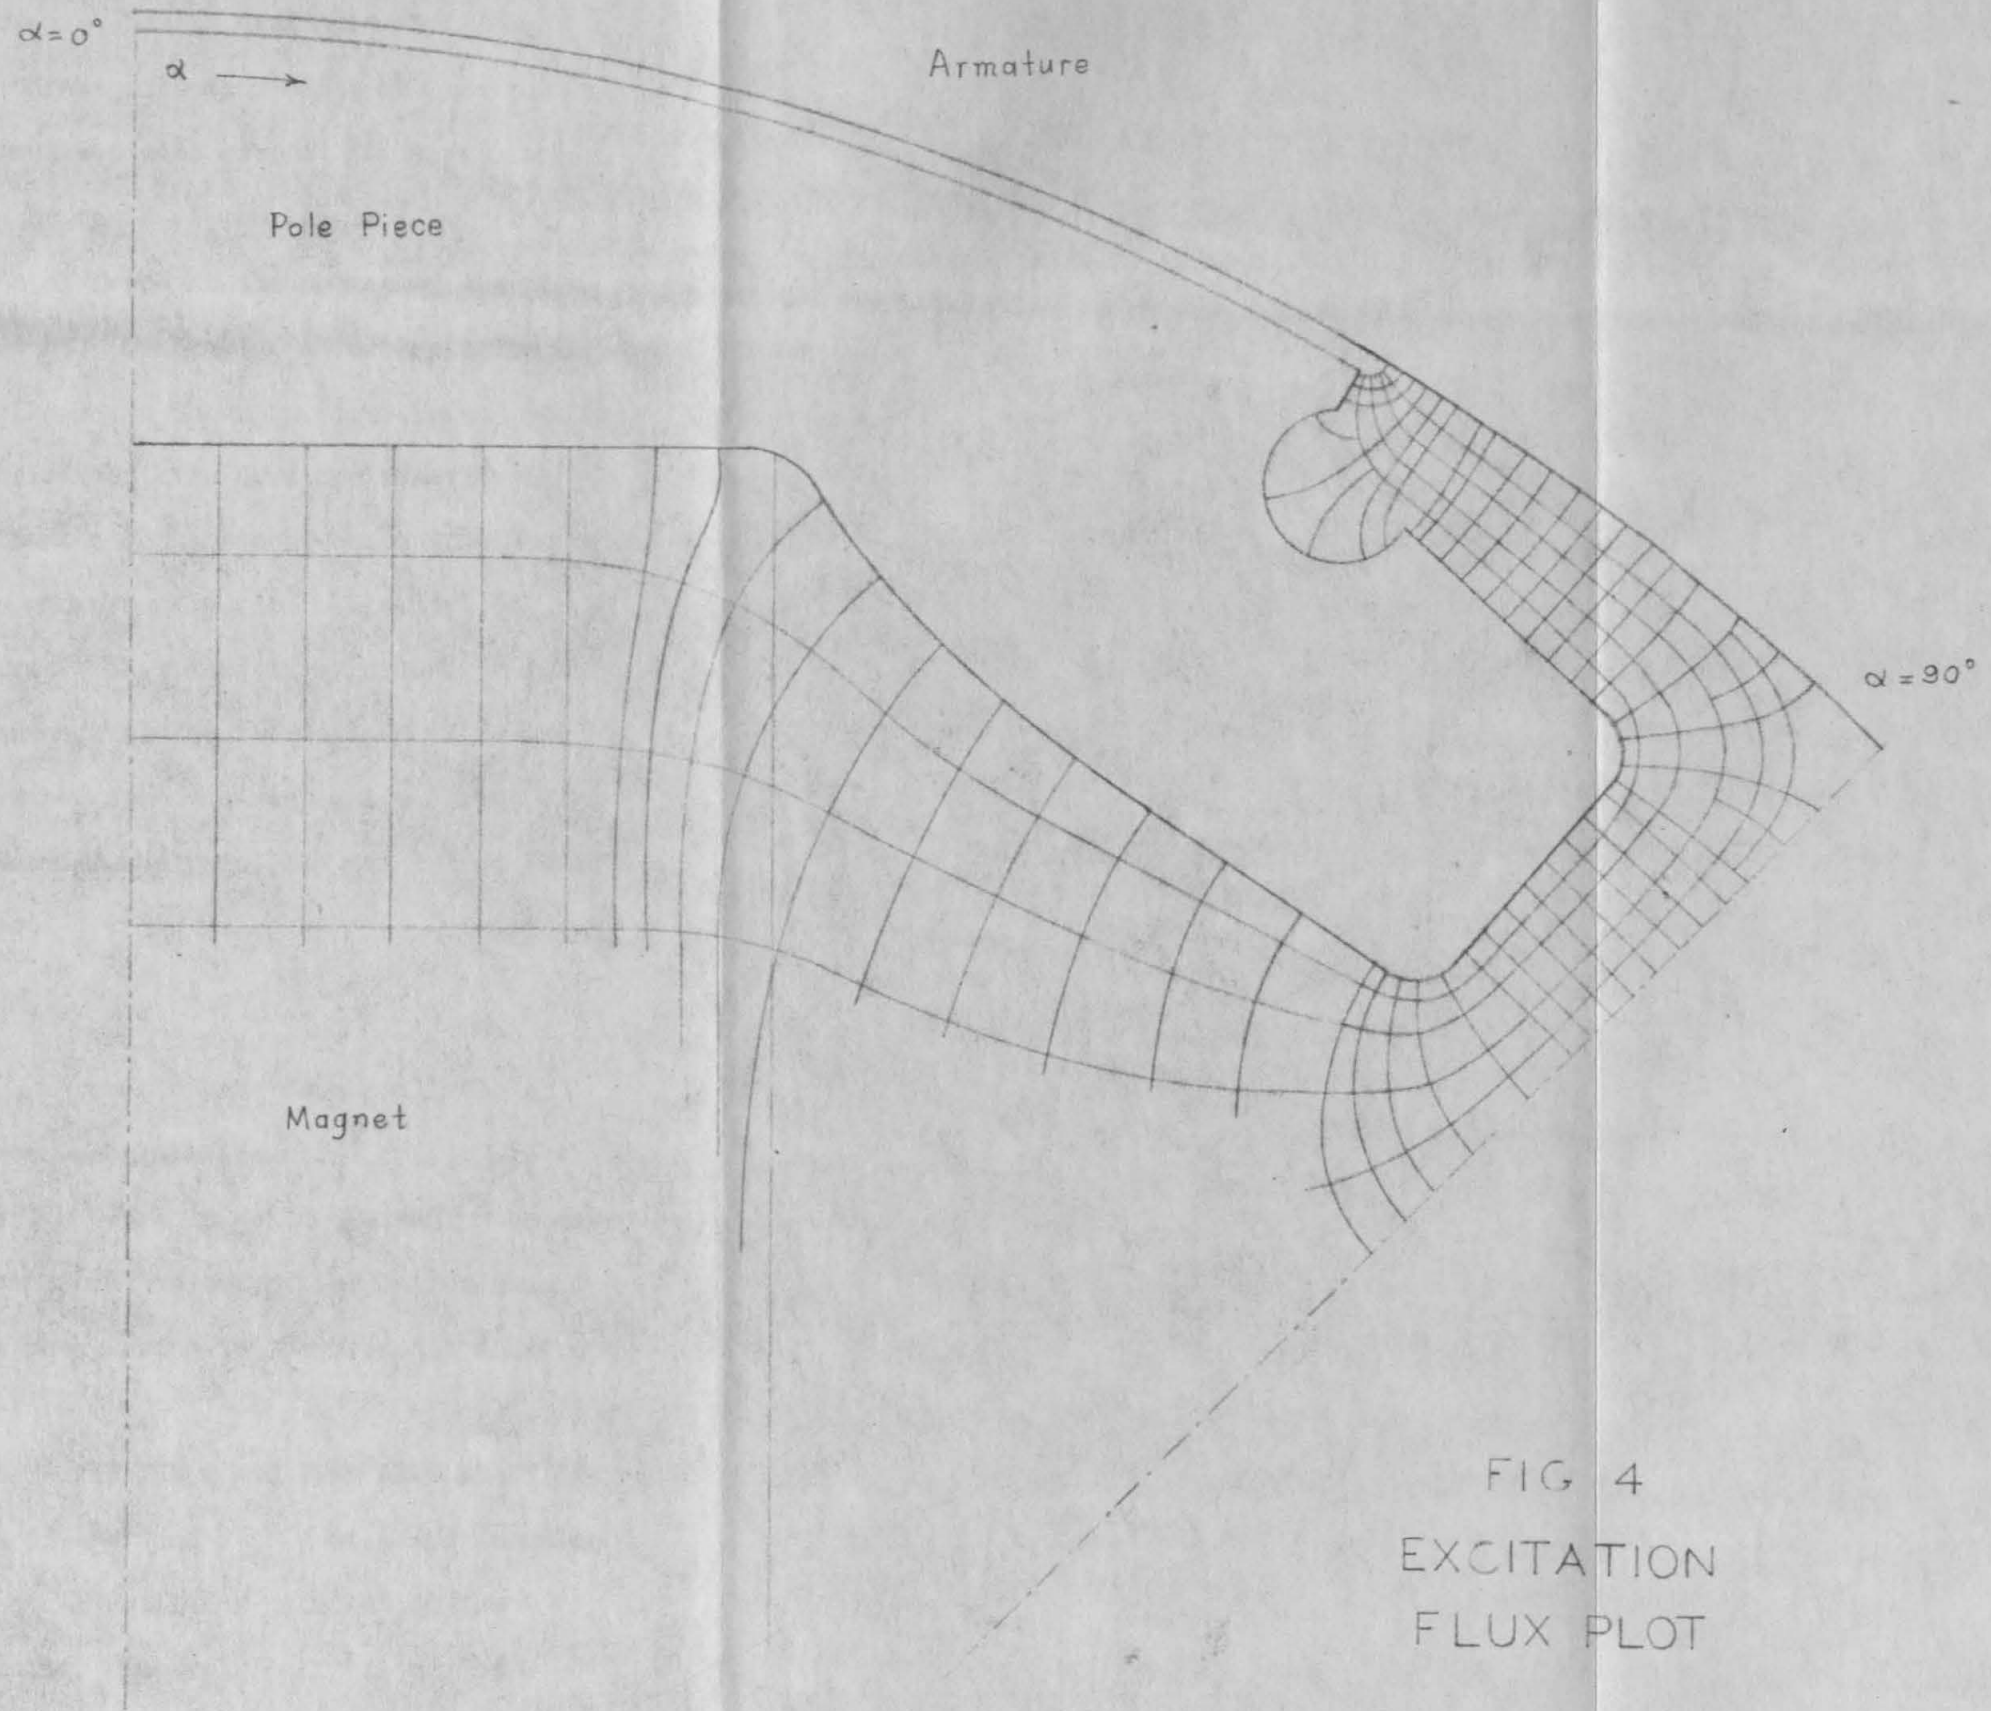 α=0°
α
Armature
Pole Piece
α=90°
Magnet
FIG 4
EXCITATION
FLUX PLOT